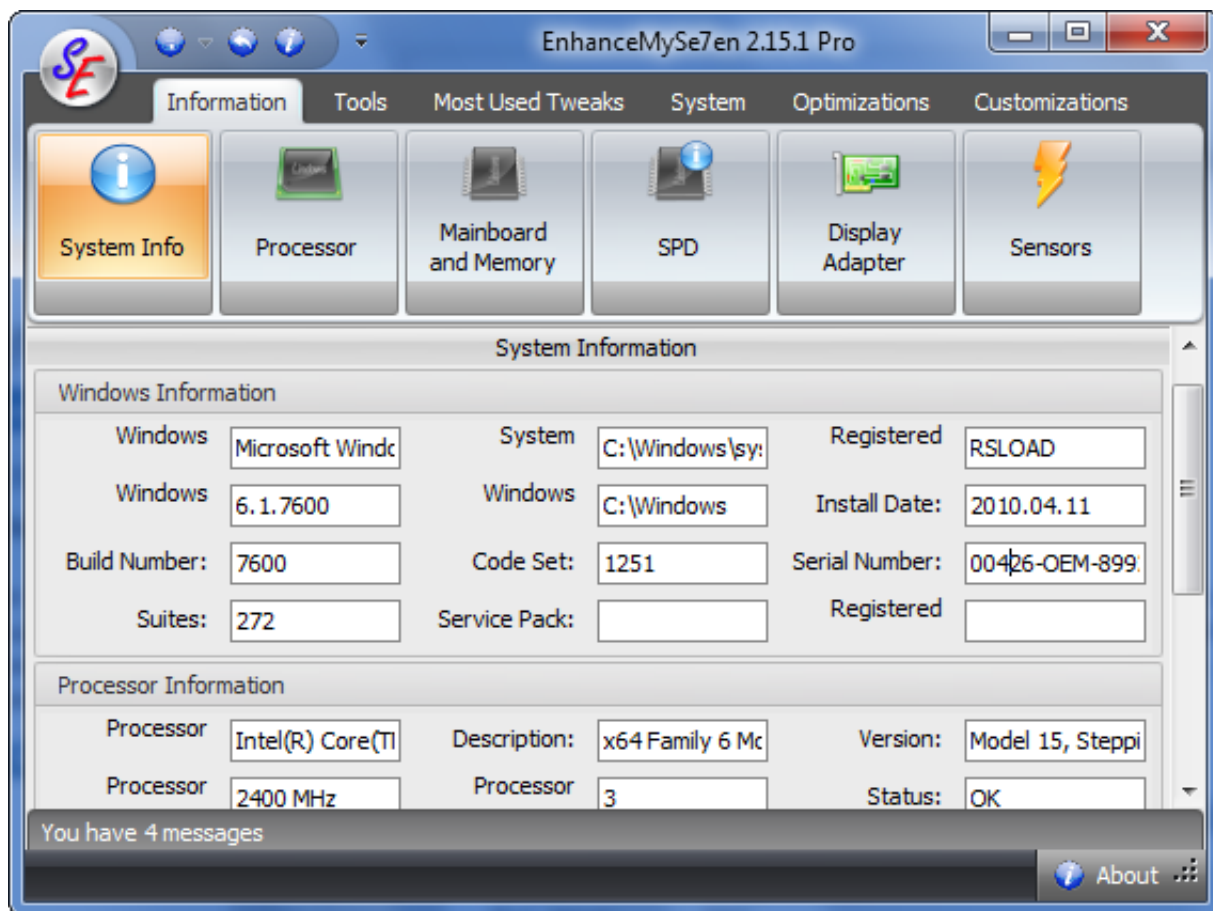 EnhanceMySe7en 2.15.1 Pro
Information Tools Most Used Tweaks System Optimizations Customizations
System Info Processor Mainboard and Memory SPD Display Adapter Sensors
System Information
Windows Information
Windows Microsoft Windo System C:\Windows\sys Registered RSLOAD
Windows 6.1.7600 Windows C:\Windows Install Date: 2010.04.11
Build Number: 7600 Code Set: 1251 Serial Number: 00426-OEM-899
Suites: 272 Service Pack: Registered
Processor Information
Processor Intel(R) Core(T Description: x64 Family 6 Mo Version: Model 15, Steppi
Processor 2400 MHz Processor 3 Status: OK
You have 4 messages
About